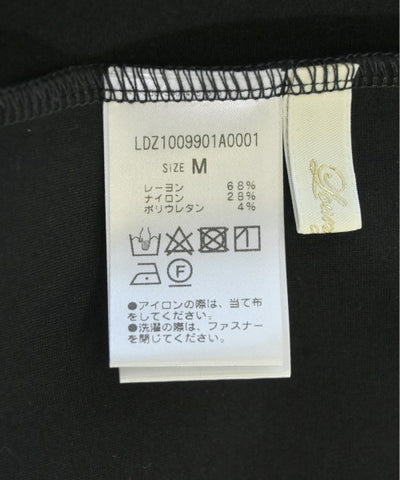 LDZ1009901A0001
SIZE M
レーヨン 68%
ナイロン 28%
ポリウレタン 4%
F
●アイロンの際は、当て布
をしてください。
●洗濯の際は、ファスナー
を閉じてください。